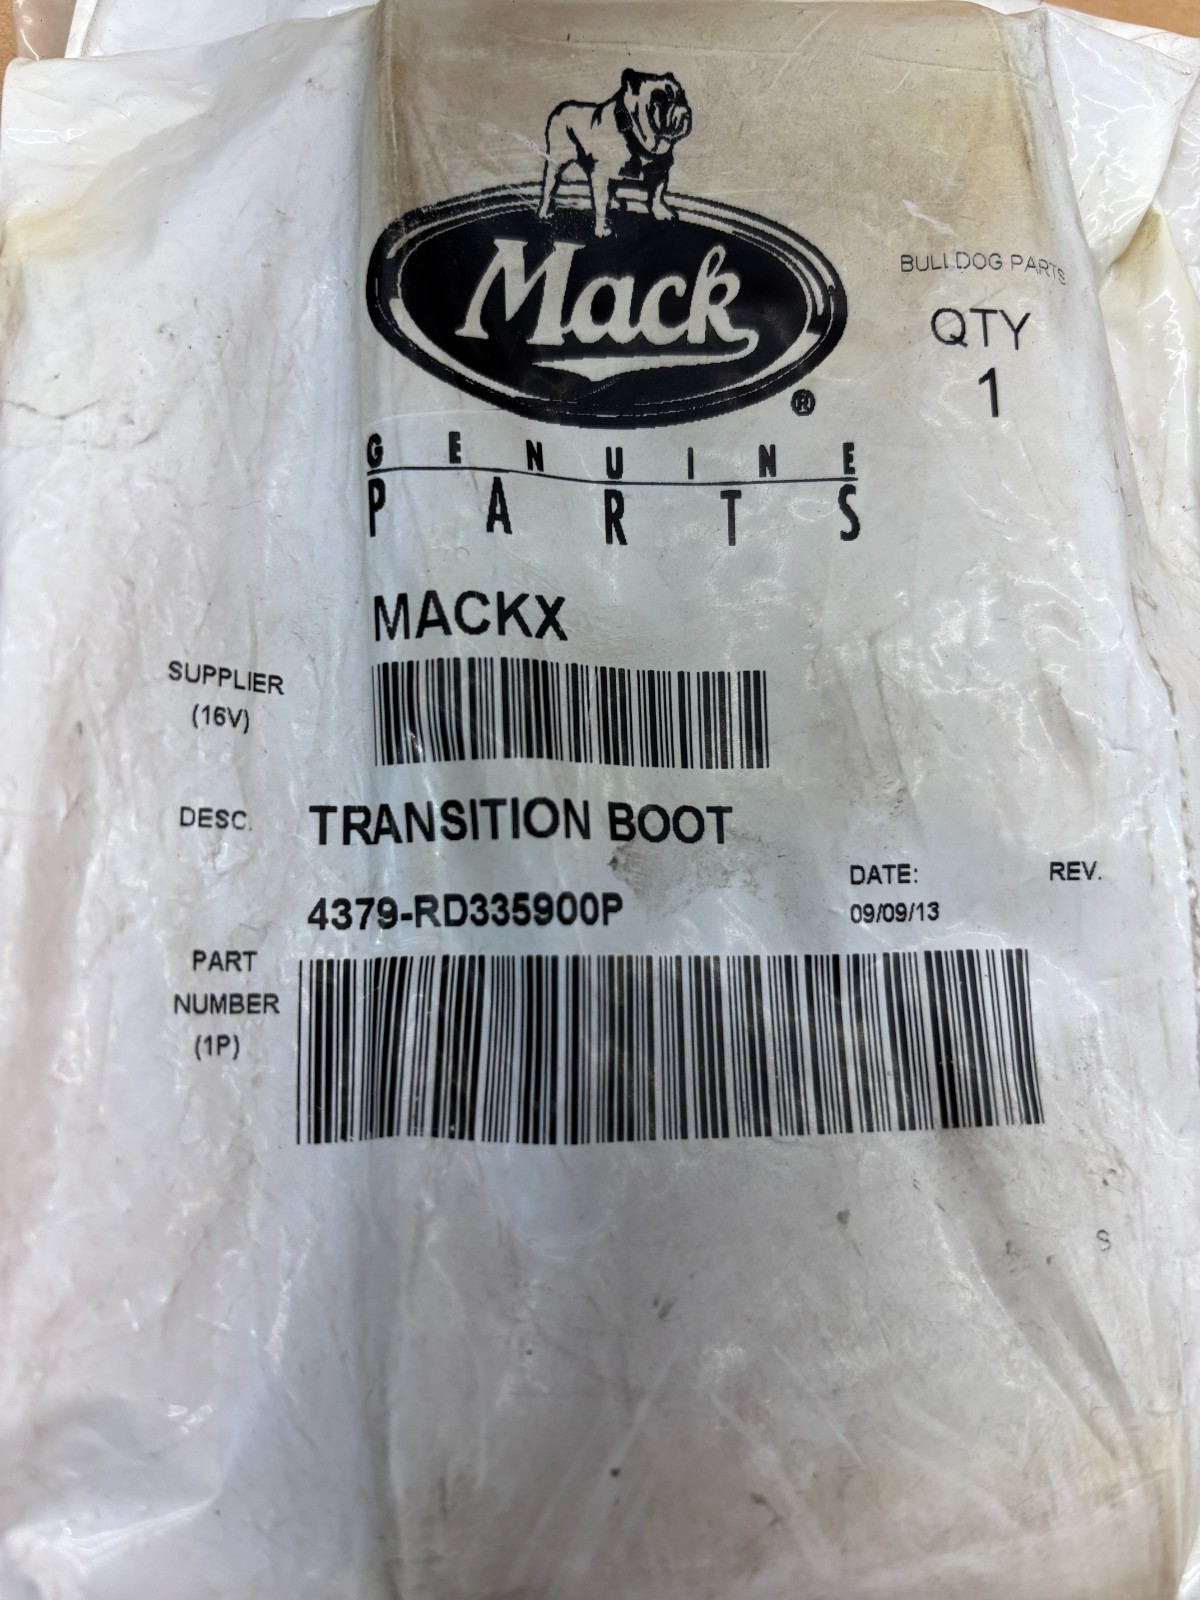 Mack
®
BULLDOG PARTS
QTY
1
GENUINE
PARTS
MACKX
SUPPLIER
(16V)
DESC.
TRANSITION BOOT
4379-RD335900P
DATE:
09/09/13
REV.
PART
NUMBER
(1P)
S